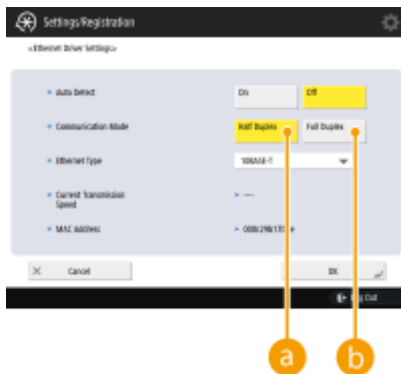 Settings/Registration
<Ethernet Driver Settings>
Auto Detect
On
Off
Communication Mode
Half Duplex
Full Duplex
Ethernet Type
Current Transmission
Speed
----
MAC Address
Cancel
OK
Out
a
b